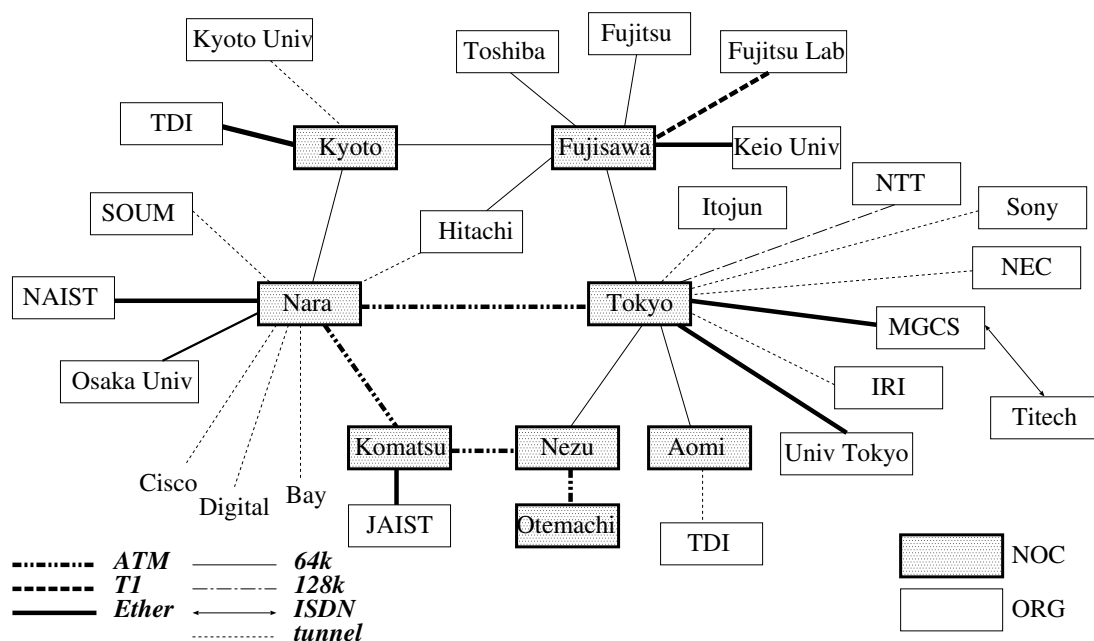 Kyoto Univ
Toshiba
Fujitsu
Fujitsu Lab
TDI
Kyoto
Fujisawa
Keio Univ
SOUM
Hitachi
Itojun
NTT
Sony
NAIST
Nara
Tokyo
NEC
MGCS
Osaka Univ
IRI
Titech
Komatsu
Nezu
Aomi
Univ Tokyo
Cisco
Digital
Bay
JAIST
Otemachi
TDI
ATM
64k
NOC
T1
128k
Ether
ISDN
ORG
tunnel